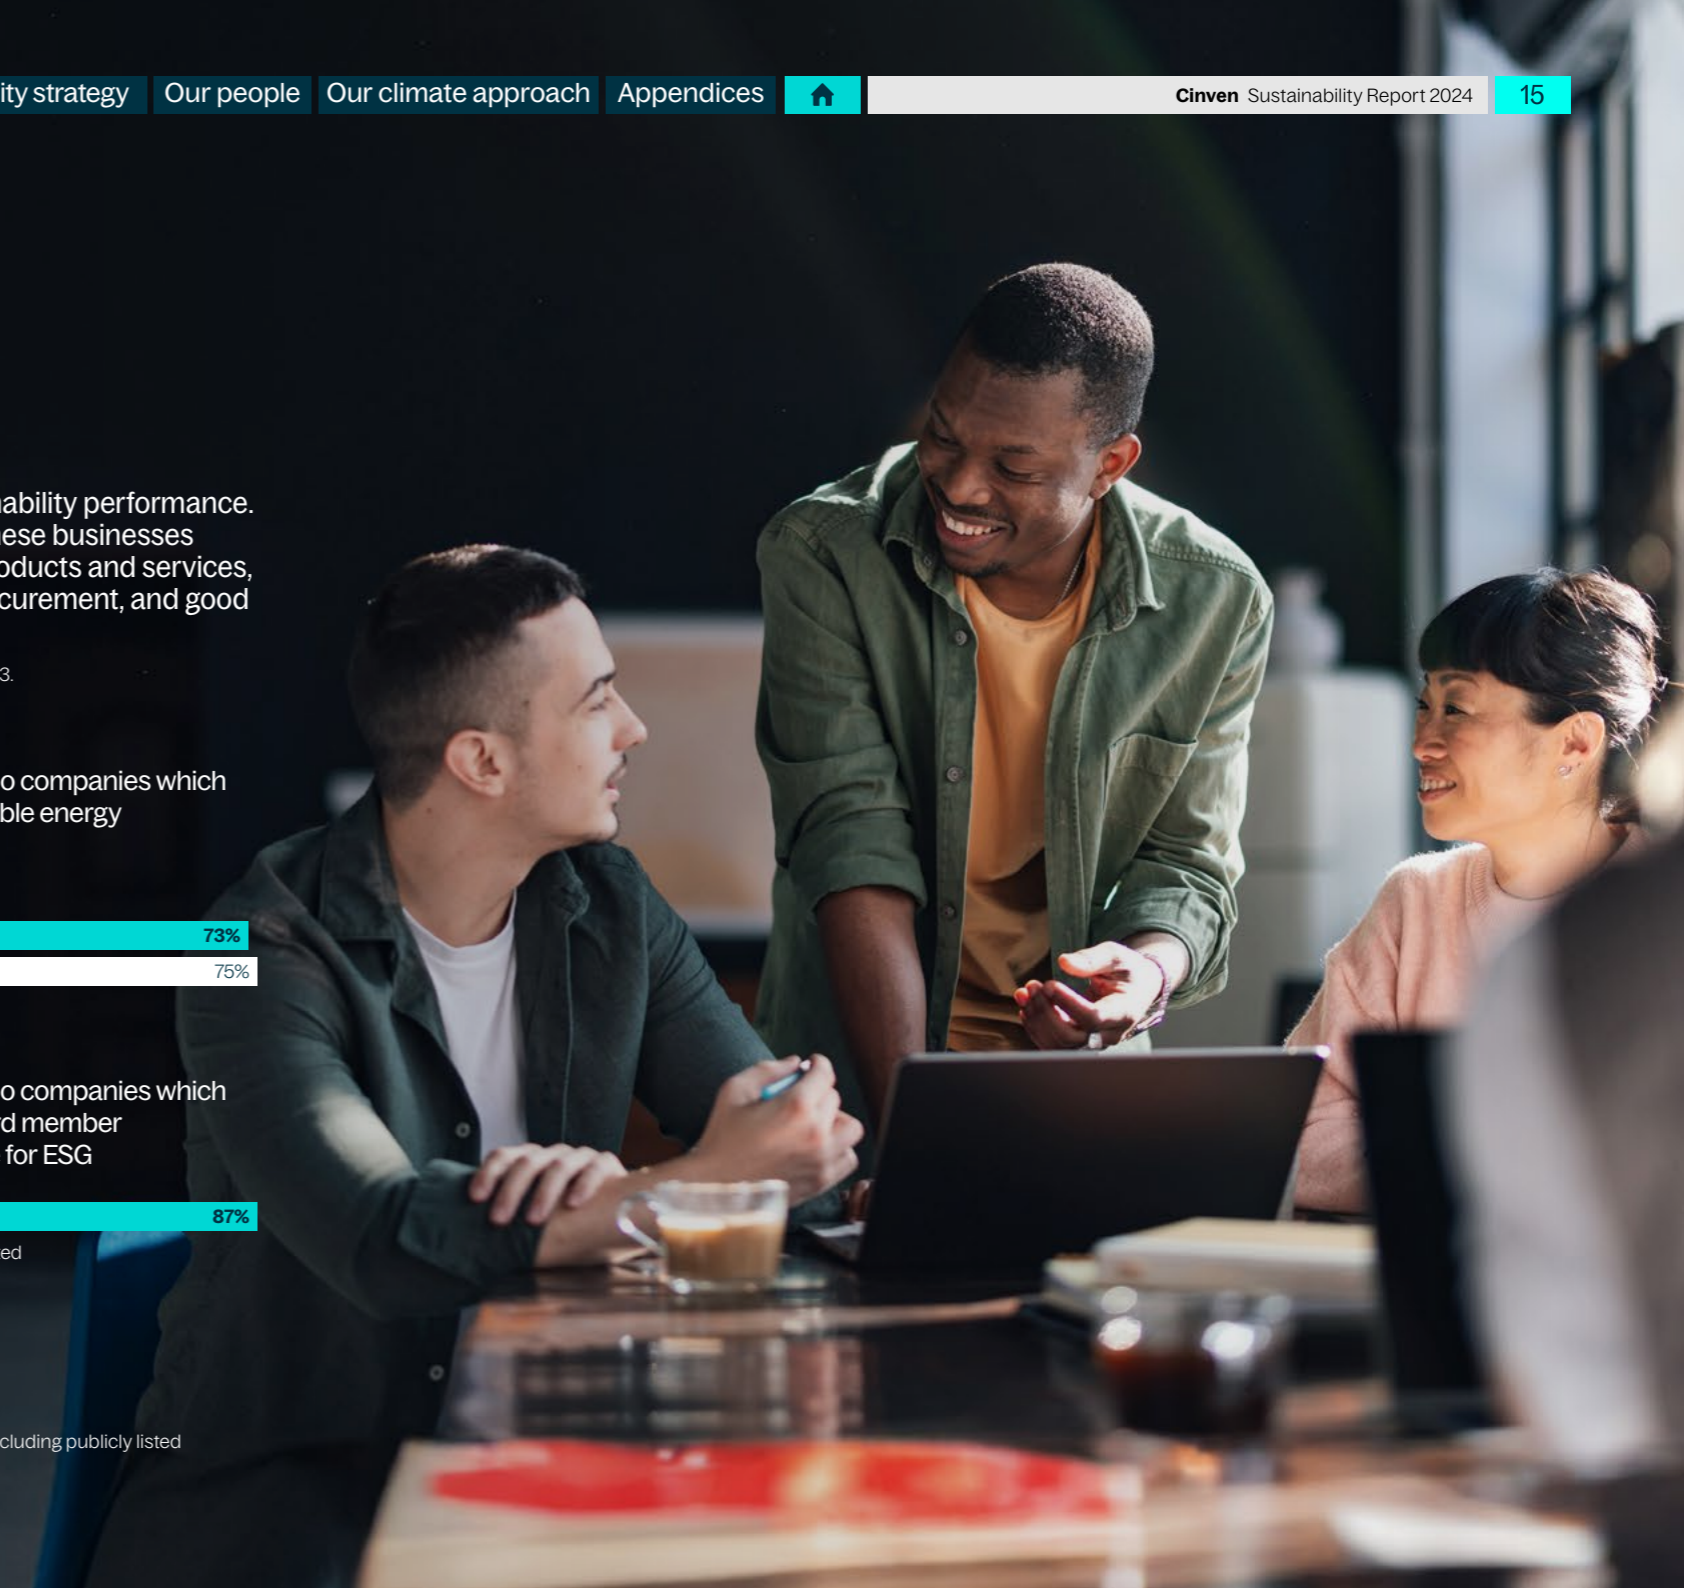 ity strategy Our people Our climate approach Appendices Cinven Sustainability Report 2024 15
ability performance.
ese businesses
oducts and services,
curement, and good
3.
o companies which
ble energy
73%
75%
o companies which
rd member
for ESG
87%
ed
cluding publicly listed